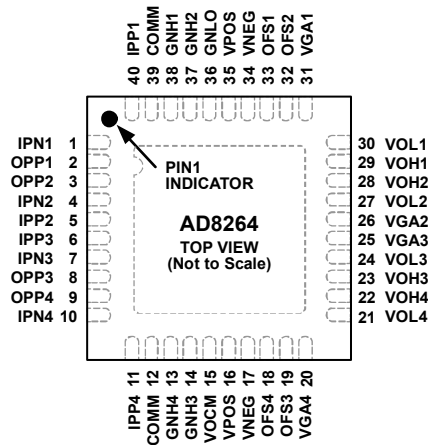 IPP1
COMM
GNH1
GNH2
GNLO
VPOS
VNEG
OFS1
OFS2
VGA1
40
39
38
37
36
35
34
33
32
31
IPN1 1
OPP1 2
OPP2 3
IPN2 4
IPP2 5
IPP3 6
IPN3 7
OPP3 8
OPP4 9
IPN4 10
PIN1
INDICATOR
AD8264
TOP VIEW
(Not to Scale)
30 VOL1
29 VOH1
28 VOH2
27 VOL2
26 VGA2
25 VGA3
24 VOL3
23 VOH3
22 VOH4
21 VOL4
IPP4 11
COMM 12
GNH4 13
GNH3 14
VOCM 15
VPOS 16
VNEG 17
OFS4 18
OFS3 19
VGA4 20